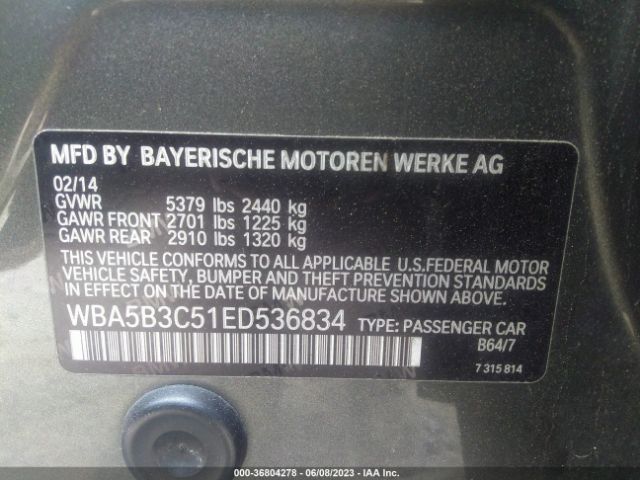 MFD BY BAYERISCHE MOTOREN WERKE AG
02/14
GVWR 5379 lbs 2440 kg
GAWR FRONT 2701 lbs 1225 kg
GAWR REAR 2910 lbs 1320 kg
THIS VEHICLE CONFORMS TO ALL APPLICABLE U.S.FEDERAL MOTOR
VEHICLE SAFETY, BUMPER AND THEFT PREVENTION STANDARDS
IN EFFECT ON THE DATE OF MANUFACTURE SHOWN ABOVE.
WBA5B3C51ED536834 TYPE: PASSENGER CAR
B64/7
7 315 814
000-36804278 - 06/08/2023 - IAA Inc.